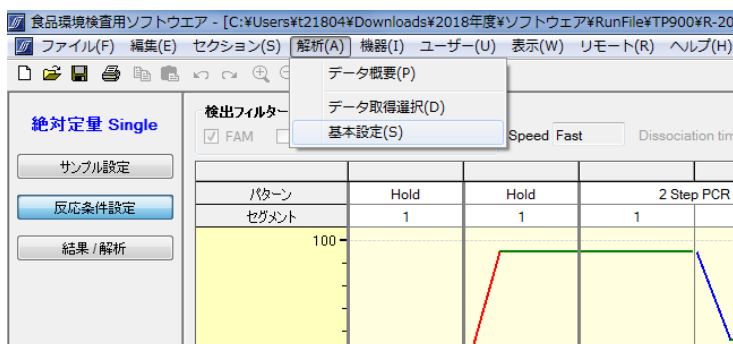 食品環境検査用ソフトウエア - [C:¥Users¥t21804¥Downloads¥2018年度¥ソフトウェア¥RunFile¥TP900¥R-20
ファイル(F) 編集(E) セクション(S) 解析(A) 機器(I) ユーザー(U) 表示(W) リモート(R) ヘルプ(H)
データ概要(P)
データ取得選択(D)
基本設定(S)
絶対定量 Single
検出フィルター
FAM
Speed Fast
Dissociation tim
サンプル設定
反応条件設定
結果 / 解析
パターン Hold Hold 2 Step PCR
セグメント 1 1 1
100